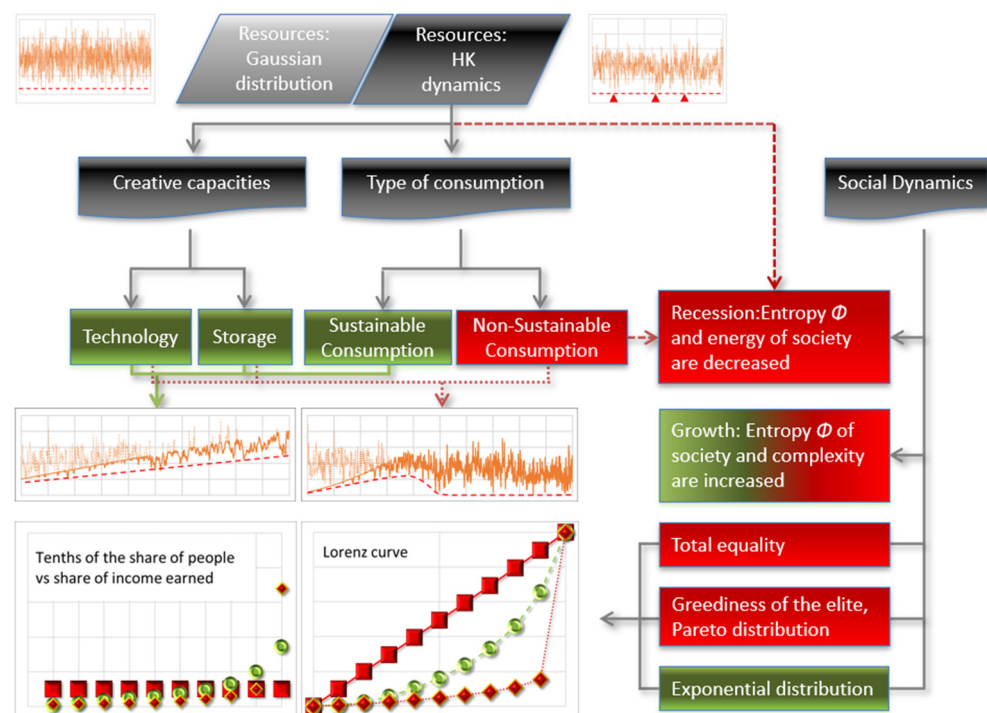 Resources:
Gaussian
distribution
Resources:
HK
dynamics
Creative capacities
Type of consumption
Social Dynamics
Technology
Storage
Sustainable
Consumption
Non-Sustainable
Consumption
Recession:Entropy Φ
and energy of society
are decreased
Growth: Entropy Φ of
society and complexity
are increased
Tenths of the share of people
vs share of income earned
Lorenz curve
Total equality
Greediness of the elite,
Pareto distribution
Exponential distribution